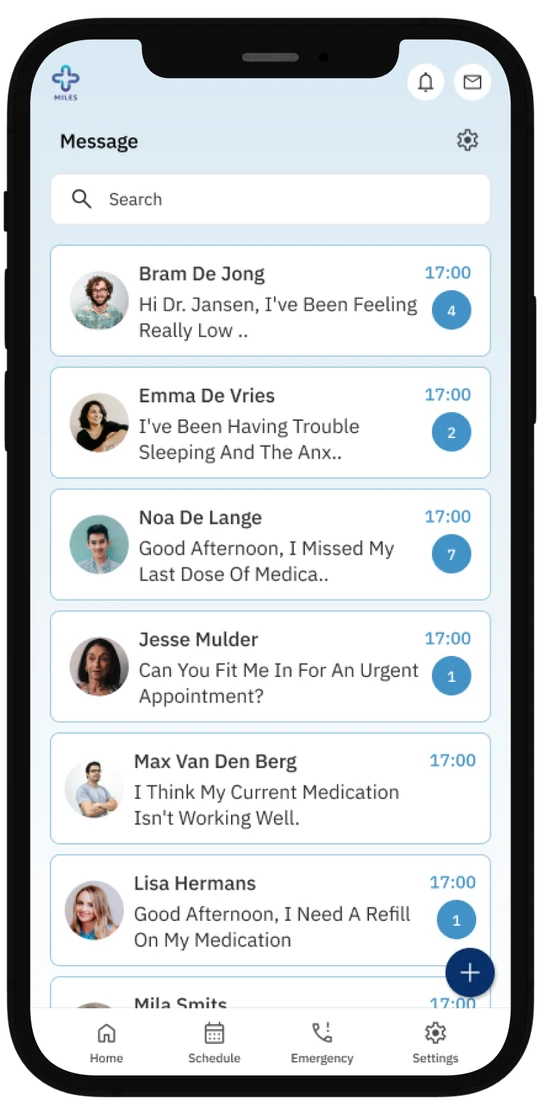 MILES
Message
Search
Bram De Jong
17:00
Hi Dr. Jansen, I've Been Feeling
Really Low ..
4
Emma De Vries
17:00
I've Been Having Trouble
Sleeping And The Anx..
2
Noa De Lange
17:00
Good Afternoon, I Missed My
Last Dose Of Medica..
7
Jesse Mulder
17:00
Can You Fit Me In For An Urgent
Appointment?
1
Max Van Den Berg
17:00
I Think My Current Medication
Isn't Working Well.
Lisa Hermans
17:00
Good Afternoon, I Need A Refill
On My Medication
1
Mila Smits
17:00
Home
Schedule
Emergency
Settings